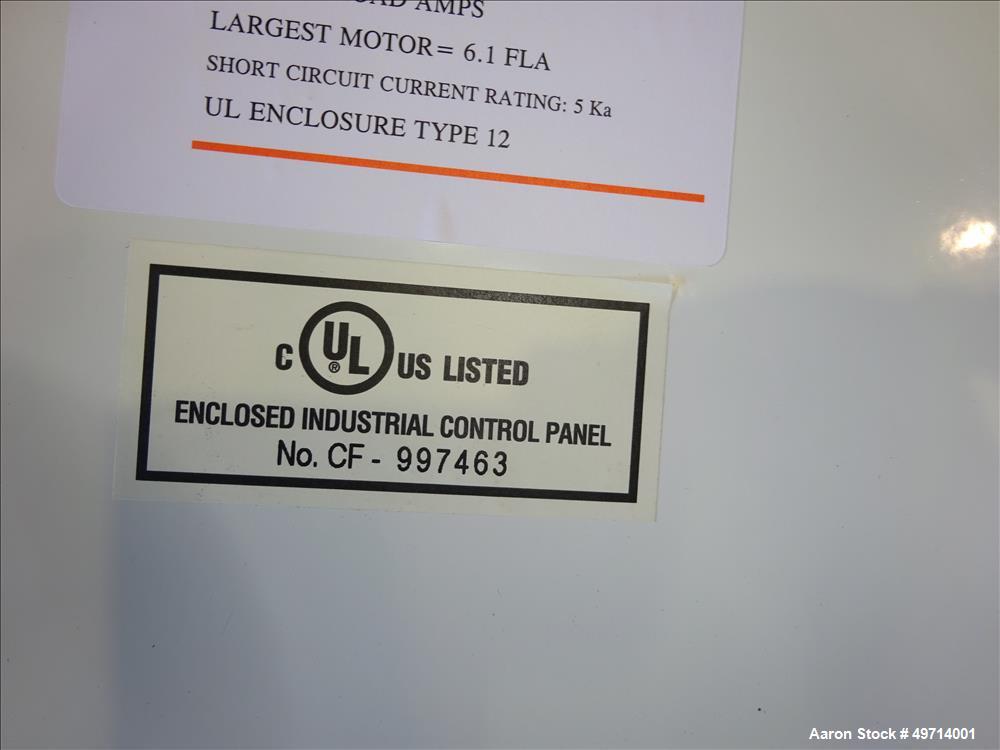 AMPS
LARGEST MOTOR= 6.1 FLA
SHORT CIRCUIT CURRENT RATING: 5 Ka
UL ENCLOSURE TYPE 12
C UL® US LISTED
ENCLOSED INDUSTRIAL CONTROL PANEL
No. CF - 997463
Aaron Stock # 49714001